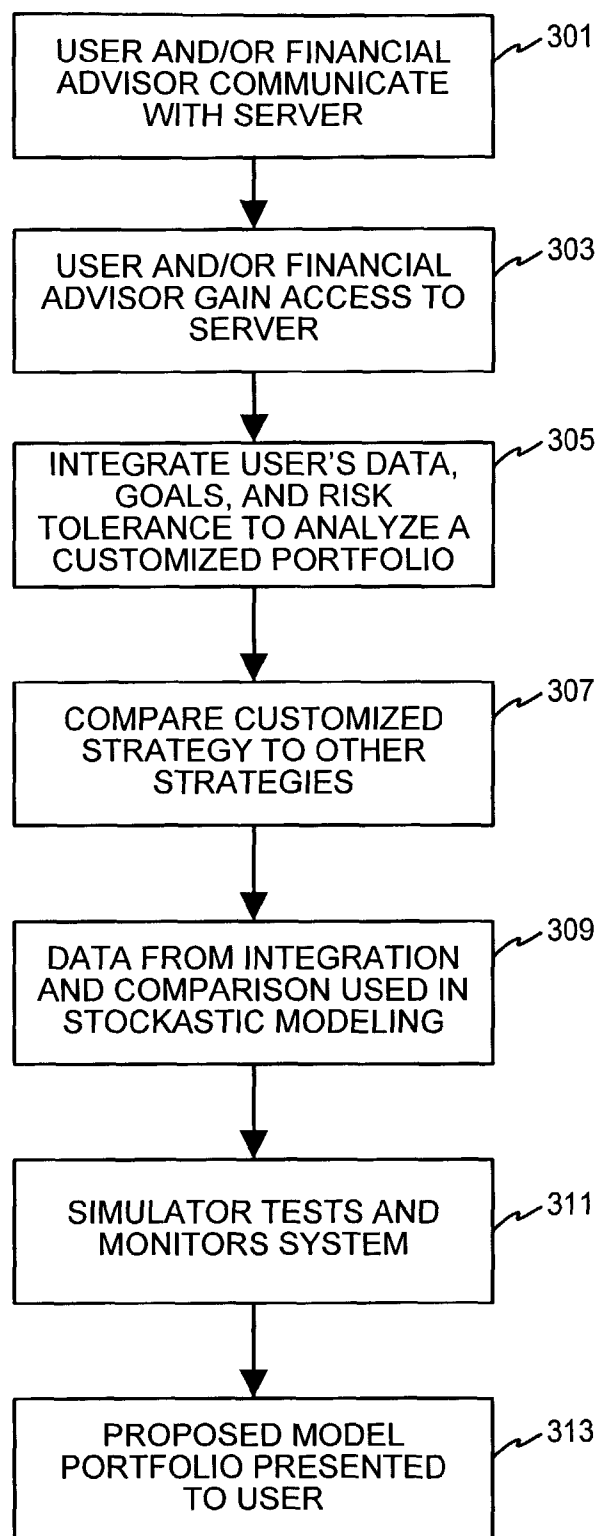 USER AND/OR FINANCIAL
ADVISOR COMMUNICATE
WITH SERVER
301
USER AND/OR FINANCIAL
ADVISOR GAIN ACCESS TO
SERVER
303
INTEGRATE USER'S DATA,
GOALS, AND RISK
TOLERANCE TO ANALYZE A
CUSTOMIZED PORTFOLIO
305
COMPARE CUSTOMIZED
STRATEGY TO OTHER
STRATEGIES
307
DATA FROM INTEGRATION
AND COMPARISON USED IN
STOCKASTIC MODELING
309
SIMULATOR TESTS AND
MONITORS SYSTEM
311
PROPOSED MODEL
PORTFOLIO PRESENTED
TO USER
313